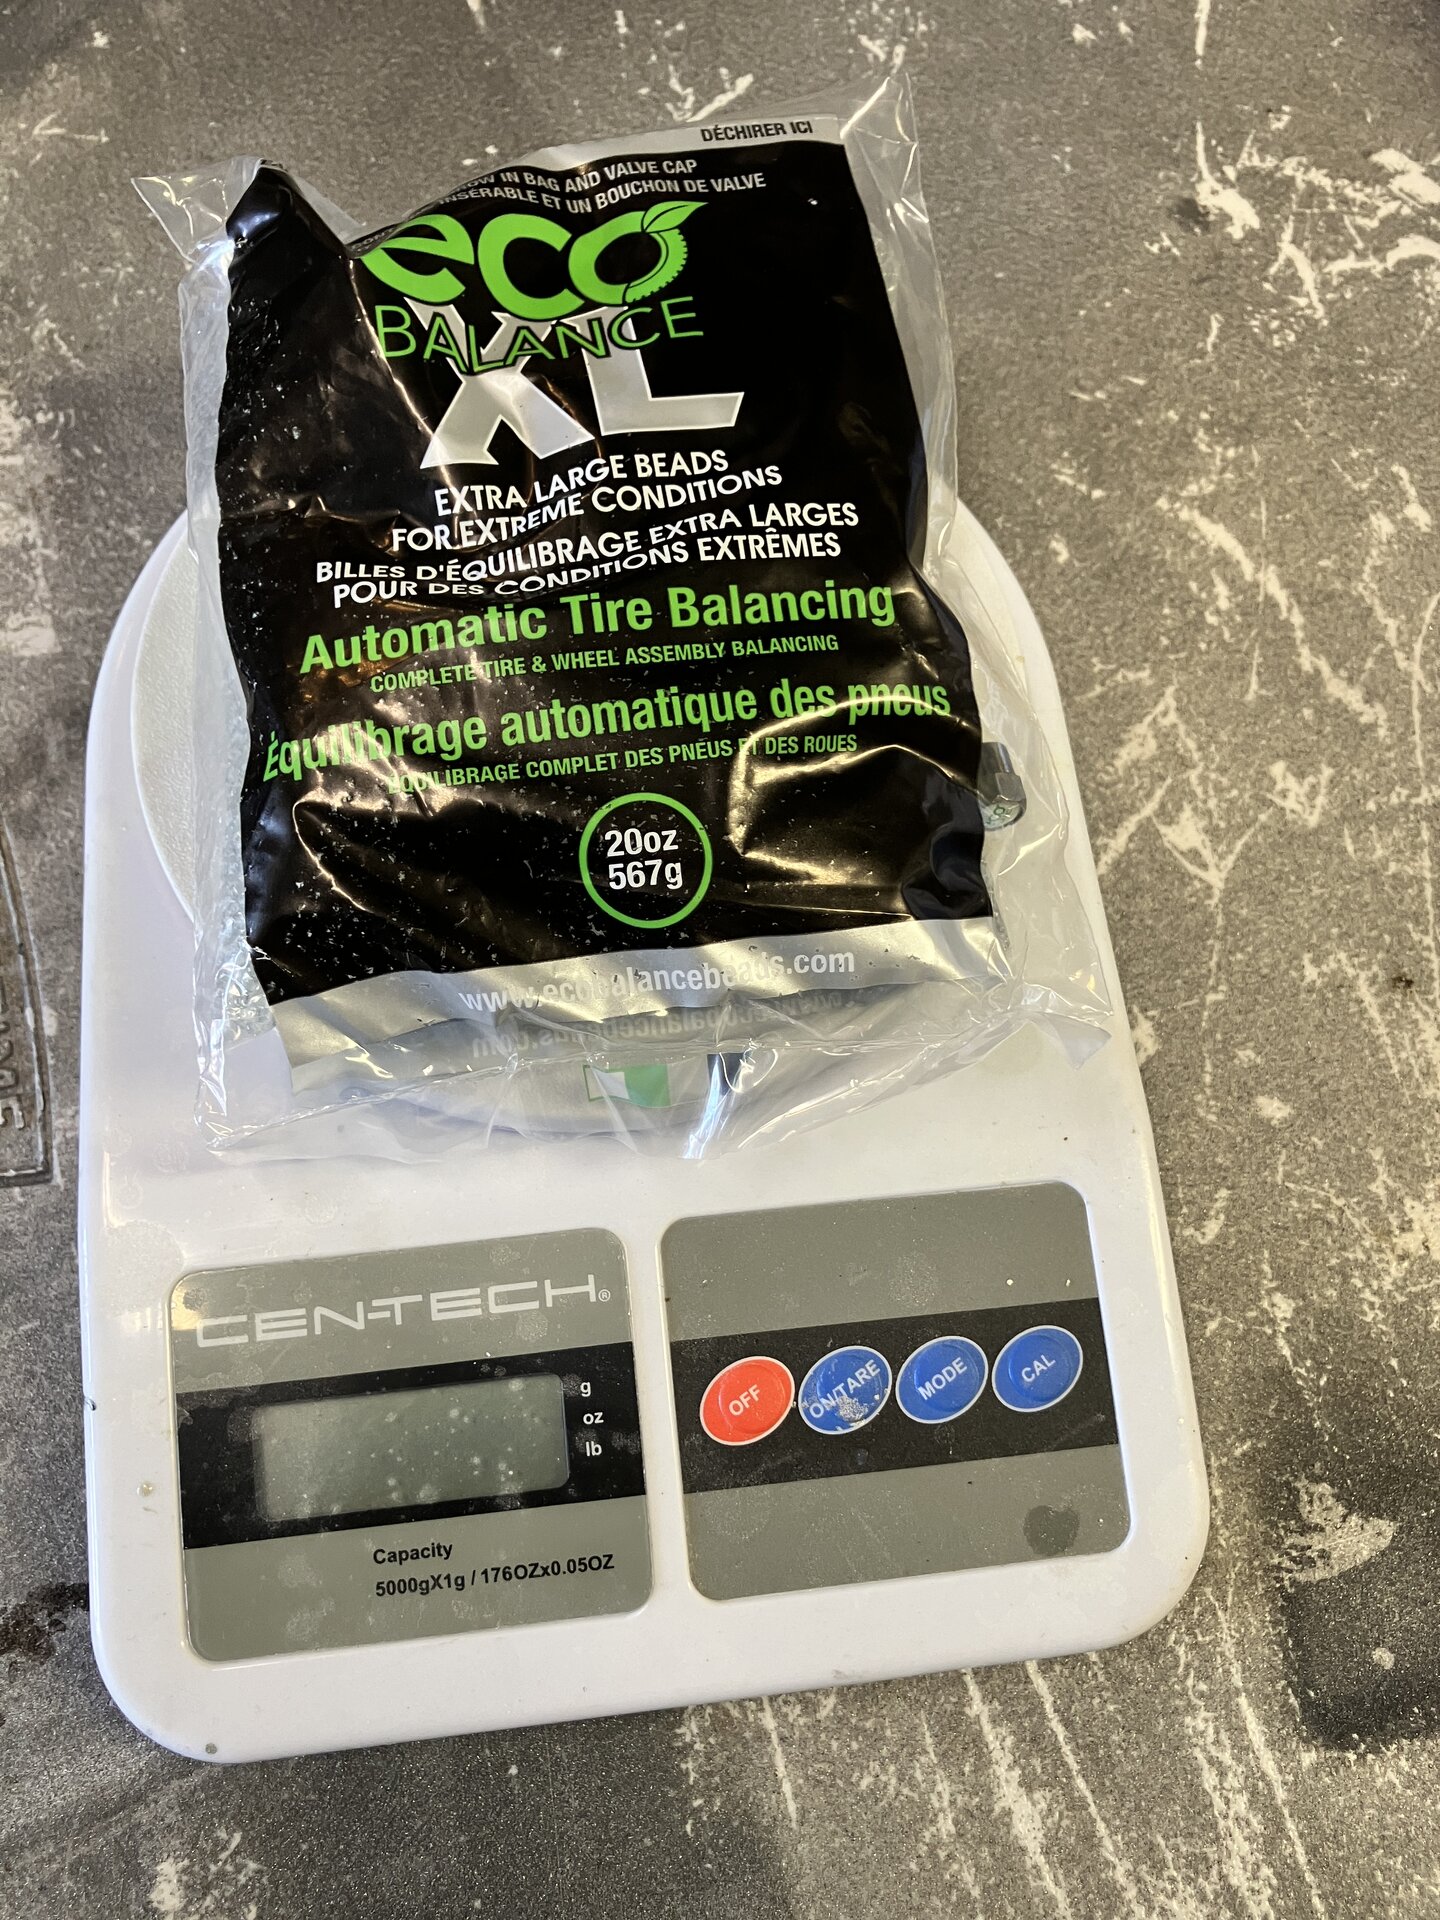 DÉCHIRER ICI
IN BAG AND VALVE CAP
INSÉRABLE ET UN BOUCHON DE VALVE
eco
BALANCE
XL
EXTRA LARGE BEADS
FOR EXTREME CONDITIONS
BILLES D'ÉQUILIBRAGE EXTRA LARGES
POUR DES CONDITIONS EXTRÊMES
Automatic Tire Balancing
COMPLETE TIRE & WHEEL ASSEMBLY BALANCING
Équilibrage automatique des pneus
ÉQUILIBRAGE COMPLET DES PNEUS ET DES ROUES
20oz
567g
www.ecobalancebeads.com
CEN-TECH®
g
oz
lb
OFF
ON/TARE
MODE
CAL
Capacity
5000gX1g / 176OZx0.05OZ